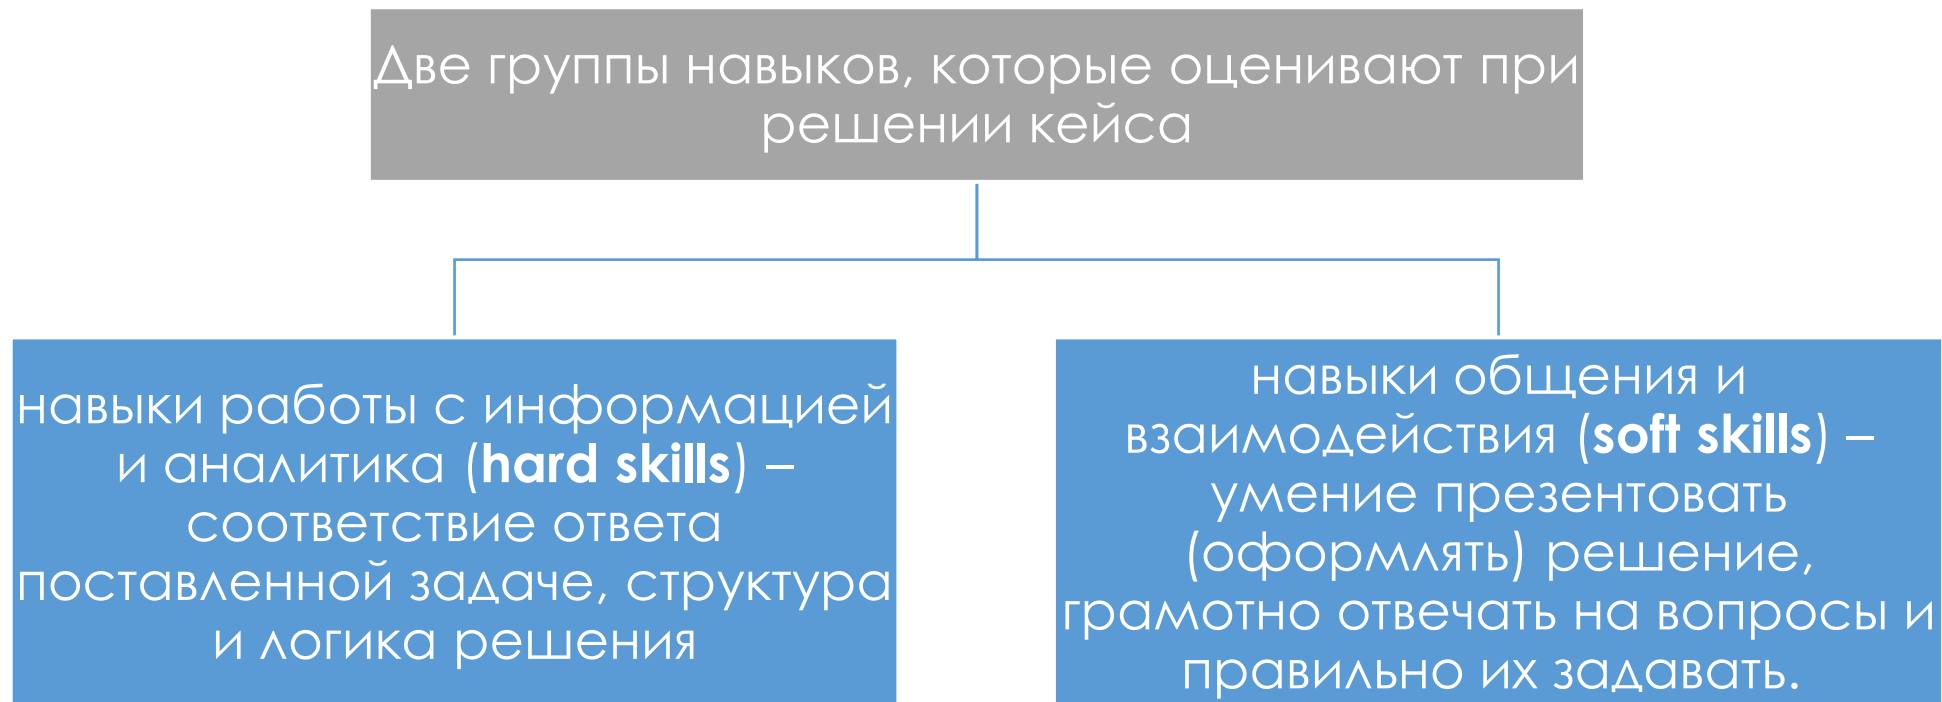 Две группы навыков, которые оценивают при
решении кейса
навыки работы с информацией
и аналитика (hard skills) –
соответствие ответа
поставленной задаче, структура
и логика решения
навыки общения и
взаимодействия (soft skills) –
умение презентовать
(оформлять) решение,
грамотно отвечать на вопросы и
правильно их задавать.